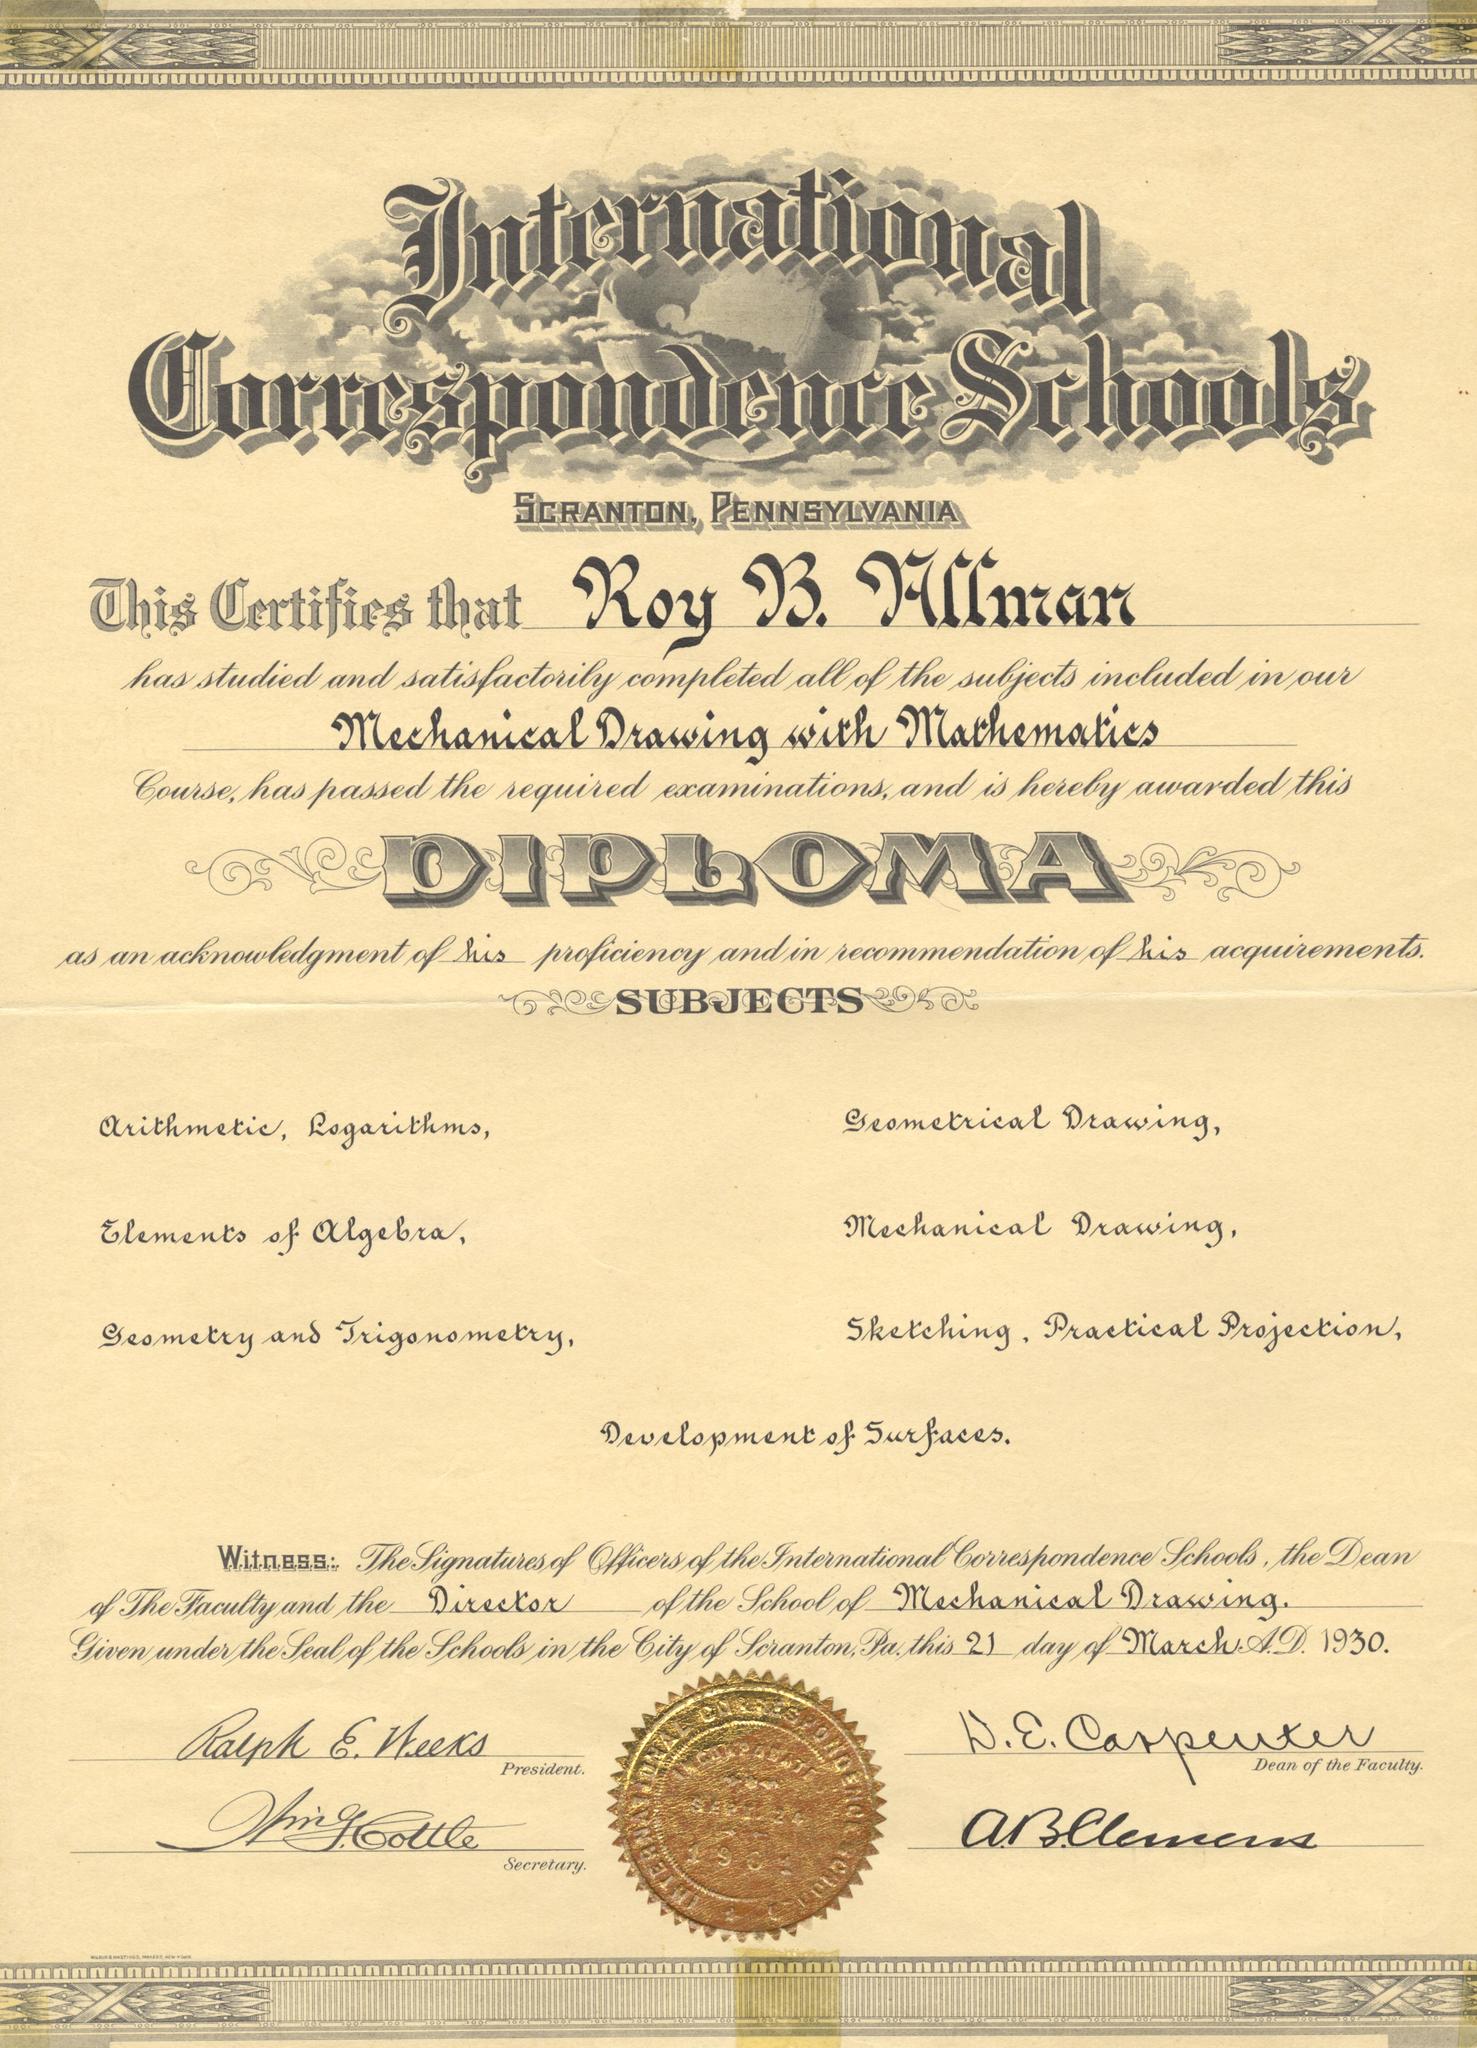 International
Correspondence Schools
SCRANTON, PENNSYLVANIA
This Certifies that Roy B. Allman
has studied and satisfactorily completed all of the subjects included in our
Mechanical Drawing with Mathematics
Course, has passed the required examinations, and is hereby awarded this
DIPLOMA
as an acknowledgment of his proficiency and in recommendation of his acquirements.
SUBJECTS
Arithmetic, Logarithms,
Elements of Algebra,
Geometry and Trigonometry,
Geometrical Drawing,
Mechanical Drawing,
Sketching, Practical Projection,
Development of Surfaces.
Witness: The Signatures of Officers of the International Correspondence Schools, the Dean
of The Faculty and the Director of the School of Mechanical Drawing.
Given under the Seal of the Schools in the City of Scranton, Pa. this 21 day of March A.D. 1930.
Ralph E. Weeks
President.
Cottle
Secretary.
INTERNATIONAL CORRESPONDENCE SCHOOLS
D. E. Carpenter
Dean of the Faculty.
A.B. Clemens